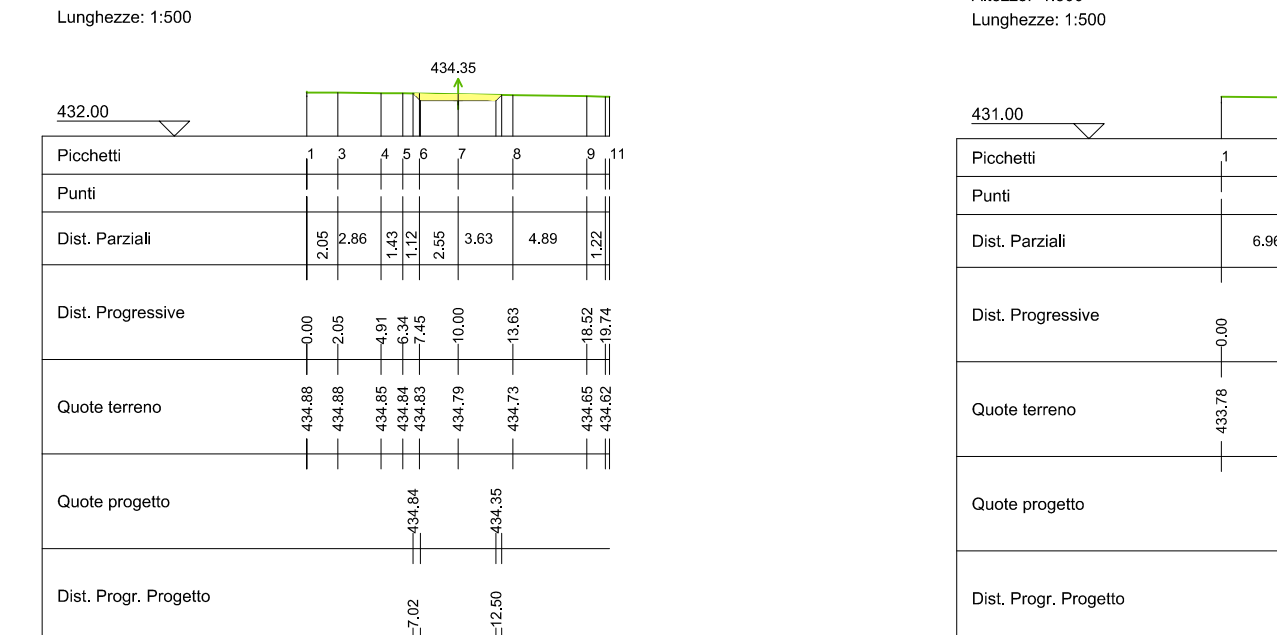 Lunghezze: 1:500
434.35
432.00
Picchetti 1 3 4 5 6 7 8 9 11
Punti
Dist. Parziali 2.05 2.86 1.43 1.12 2.55 3.63 4.89 1.22
Dist. Progressive 0.00 2.05 4.91 6.34 7.45 10.00 13.63 18.52 19.74
Quote terreno 434.88 434.88 434.85 434.84 434.83 434.79 434.73 434.65 434.62
Quote progetto 434.84 434.35
Dist. Progr. Progetto 7.02 12.50
Lunghezze: 1:500
431.00
Picchetti 1
Punti
Dist. Parziali 6.96
Dist. Progressive 0.00
Quote terreno 433.78
Quote progetto
Dist. Progr. Progetto